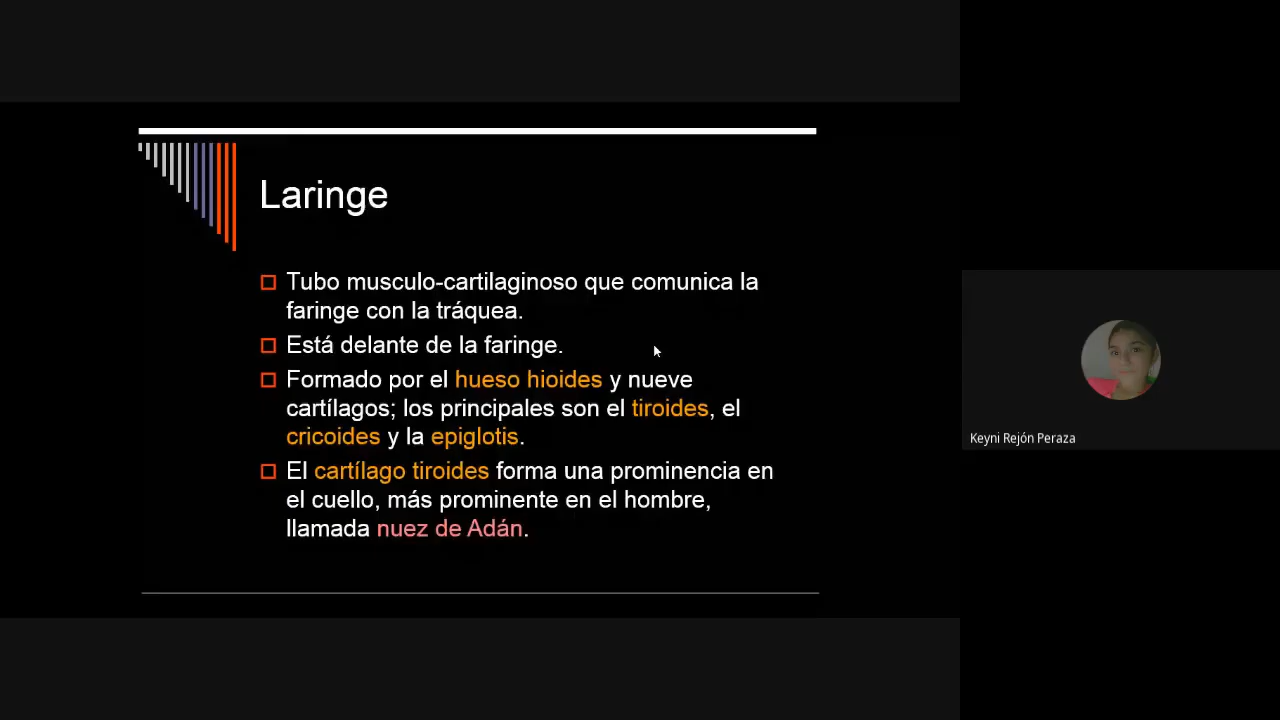 Laringe
Tubo musculo-cartilaginoso que comunica la
faringe con la tráquea.
Está delante de la faringe.
Formado por el hueso hioides y nueve
cartílagos; los principales son el tiroides, el
cricoides y la epiglotis.
El cartílago tiroides forma una prominencia en
el cuello, más prominente en el hombre,
llamada nuez de Adán.
Keyni Rejón Peraza